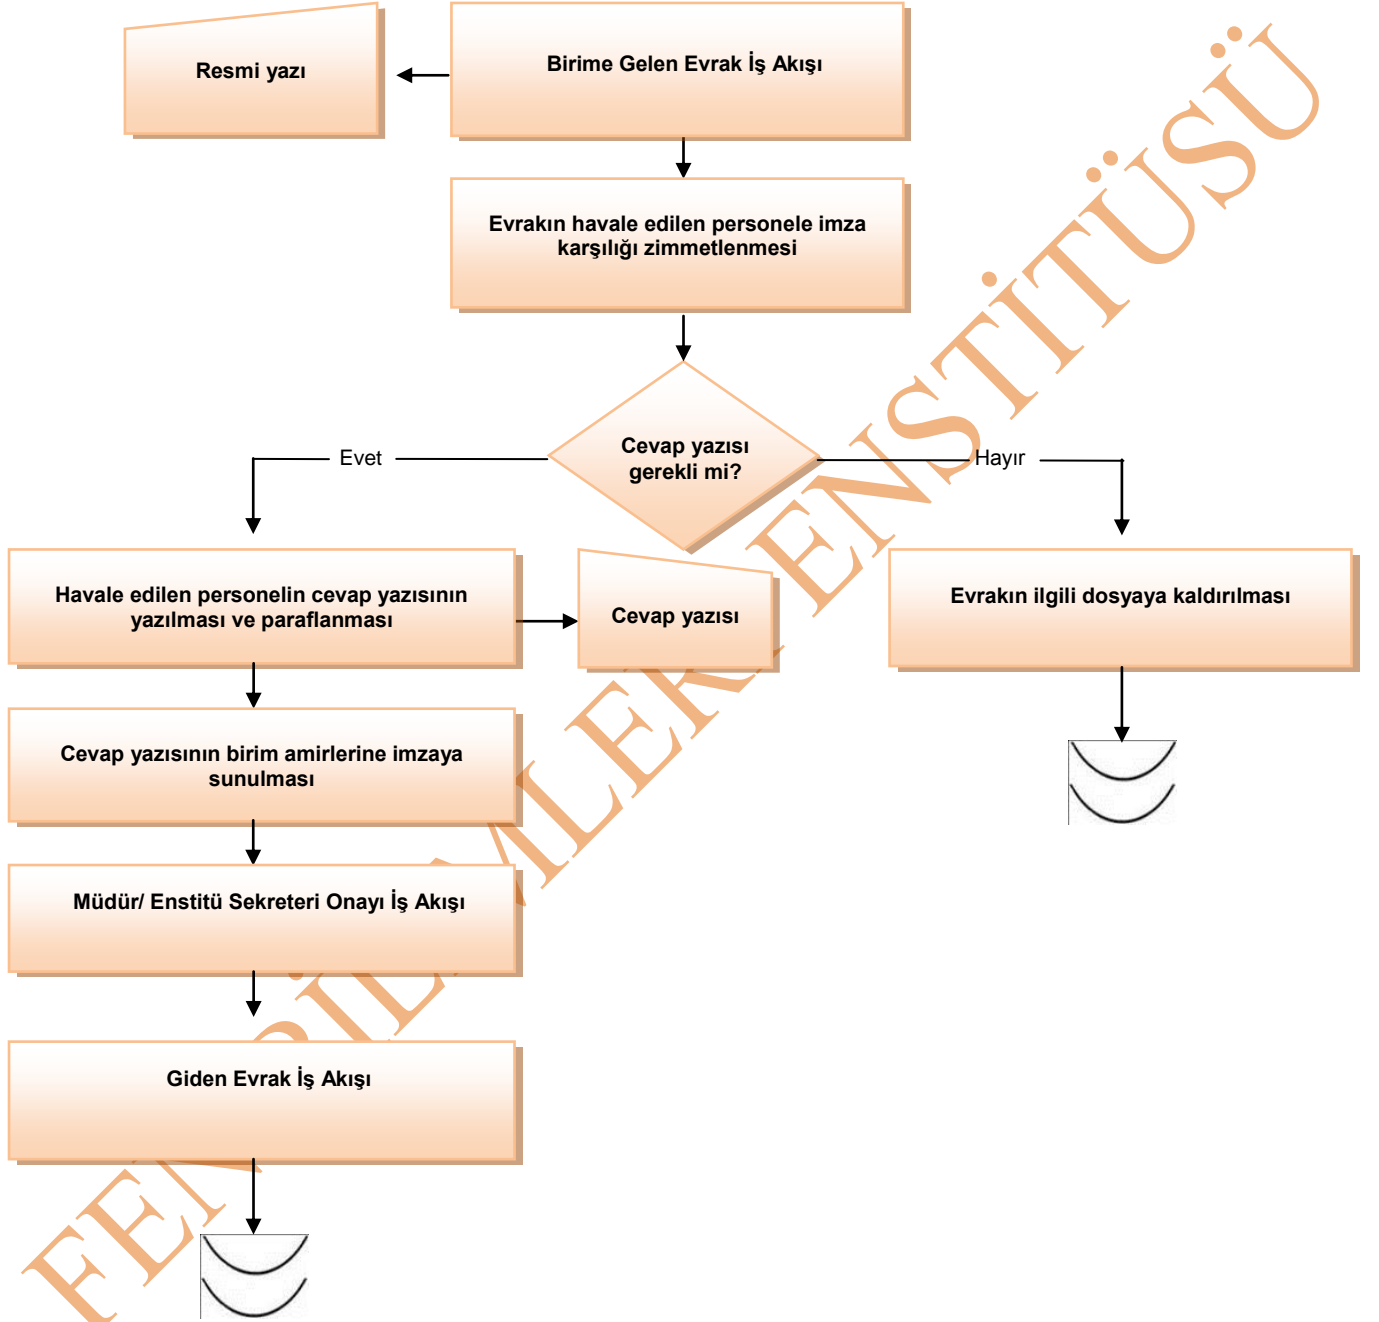 Resmi yazı
Birime Gelen Evrak İş Akışı
Evrakın havale edilen personele imza
karşılığı zimmetlenmesi
Cevap yazısı
gerekli mi?
Evet
Hayır
Havale edilen personelin cevap yazısının
yazılması ve paraflanması
Cevap yazısı
Evrakın ilgili dosyaya kaldırılması
Cevap yazısının birim amirlerine imzaya
sunulması
Müdür/ Enstitü Sekreteri Onayı İş Akışı
Giden Evrak İş Akışı
FEN BİLİMLERİ ENSTİTÜSÜ